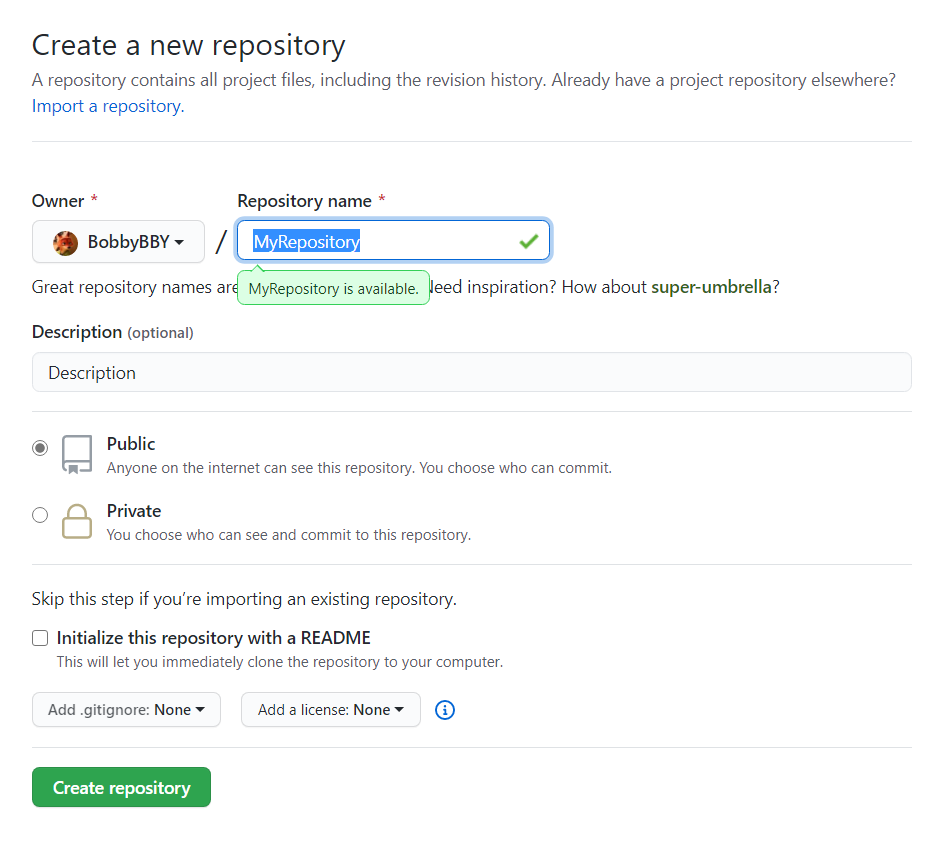 Create a new repository
A repository contains all project files, including the revision history. Already have a project repository elsewhere?
Import a repository.
Owner *
Repository name *
BobbyBBY
/
MyRepository
MyRepository is available.
Great repository names are eed inspiration? How about super-umbrella?
Description (optional)
Description
Public
Anyone on the internet can see this repository. You choose who can commit.
Private
You choose who can see and commit to this repository.
Skip this step if you’re importing an existing repository.
Initialize this repository with a README
This will let you immediately clone the repository to your computer.
Add .gitignore: None
Add a license: None
Create repository